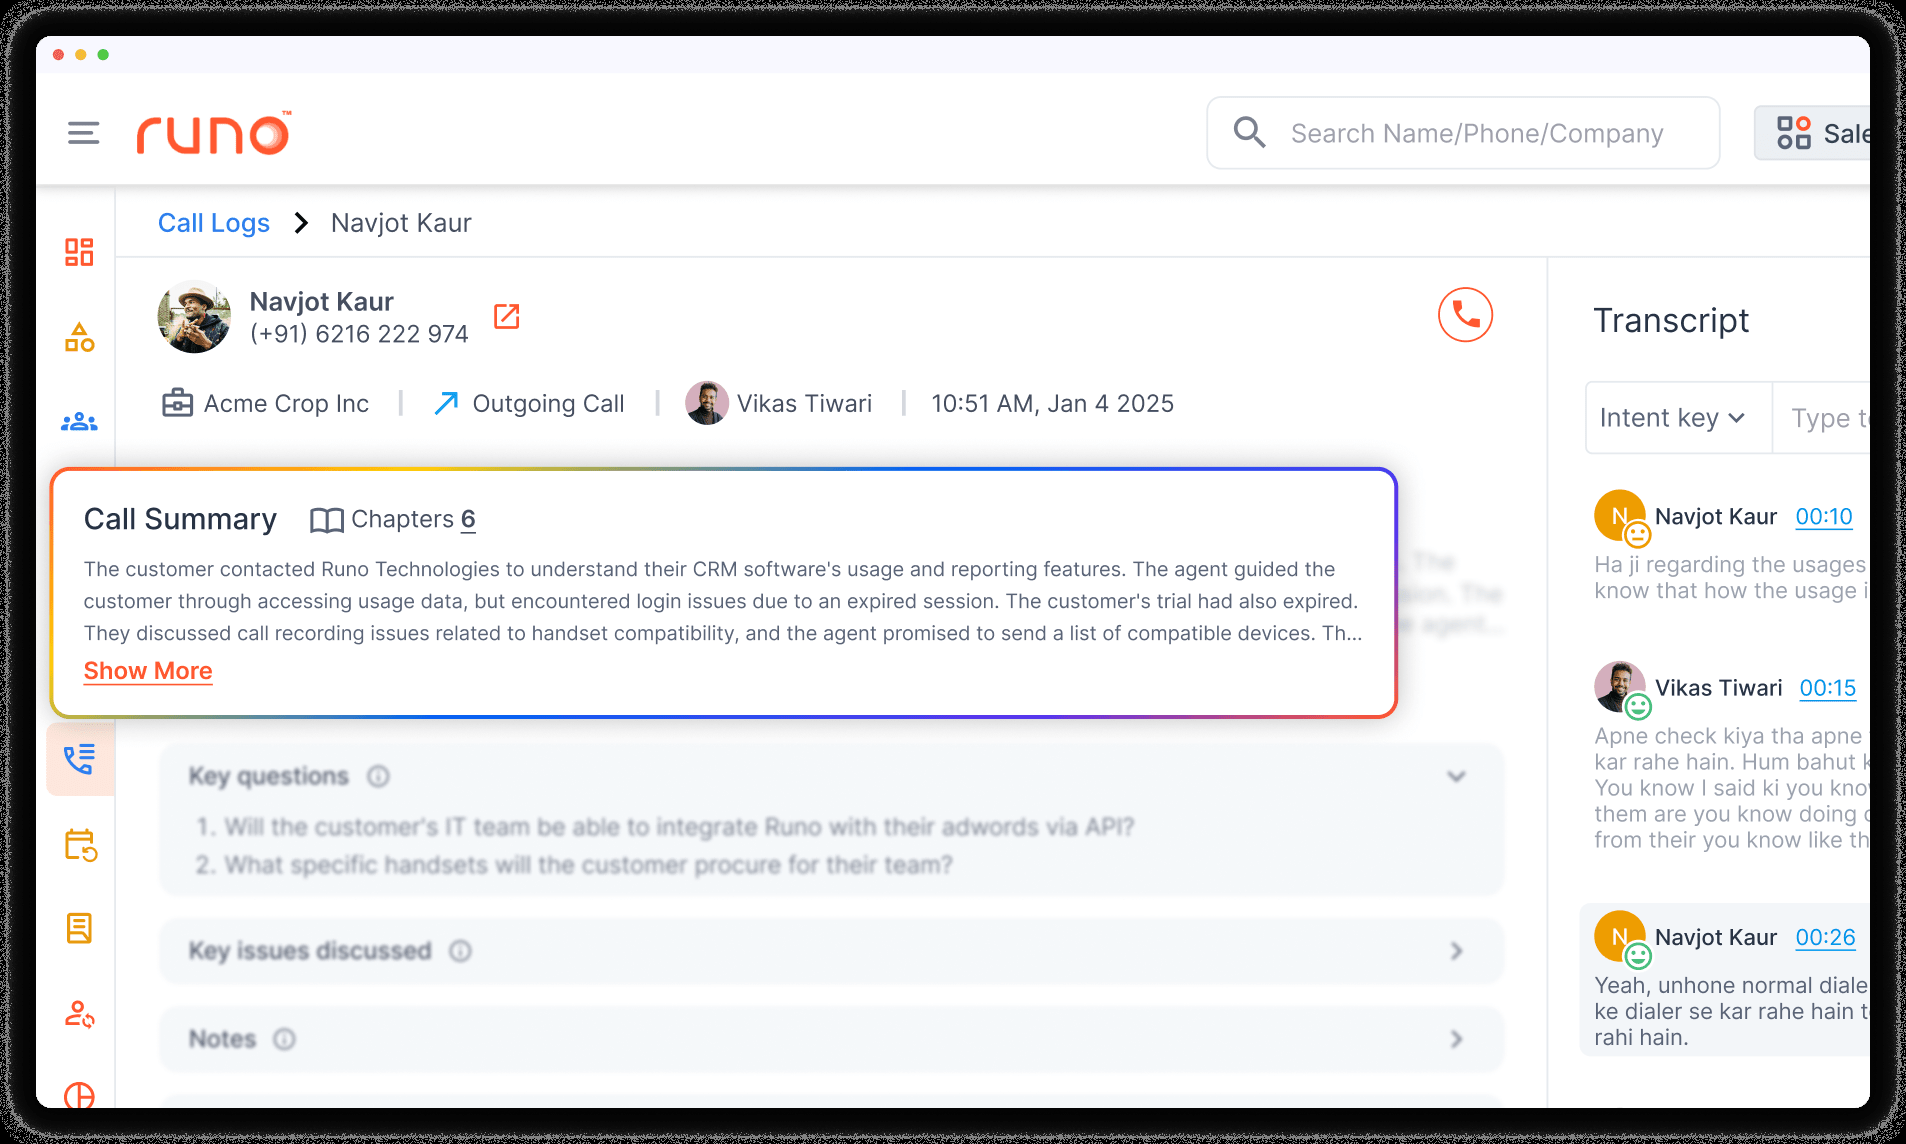 runo™
Search Name/Phone/Company
Sale
Call Logs
Navjot Kaur
Navjot Kaur
(+91) 6216 222 974
Acme Crop Inc
Outgoing Call
Vikas Tiwari
10:51 AM, Jan 4 2025
Call Summary
Chapters 6
The customer contacted Runo Technologies to understand their CRM software's usage and reporting features. The agent guided the
customer through accessing usage data, but encountered login issues due to an expired session. The customer's trial had also expired.
They discussed call recording issues related to handset compatibility, and the agent promised to send a list of compatible devices. Th...
Show More
. The
sion. The
agent...
Key questions
1. Will the customer's IT team be able to integrate Runo with their adwords via API?
2. What specific handsets will the customer procure for their team?
Key issues discussed
Notes
Transcript
Intent key
Type t
N
Navjot Kaur 00:10
Ha ji regarding the usages
know that how the usage i
Vikas Tiwari 00:15
Apne check kiya tha apne
kar rahe hain. Hum bahut k
You know I said ki you know
them are you know doing
from their you know like th
N
Navjot Kaur 00:26
Yeah, unhone normal diale
ke dialer se kar rahe hain t
rahi hain.